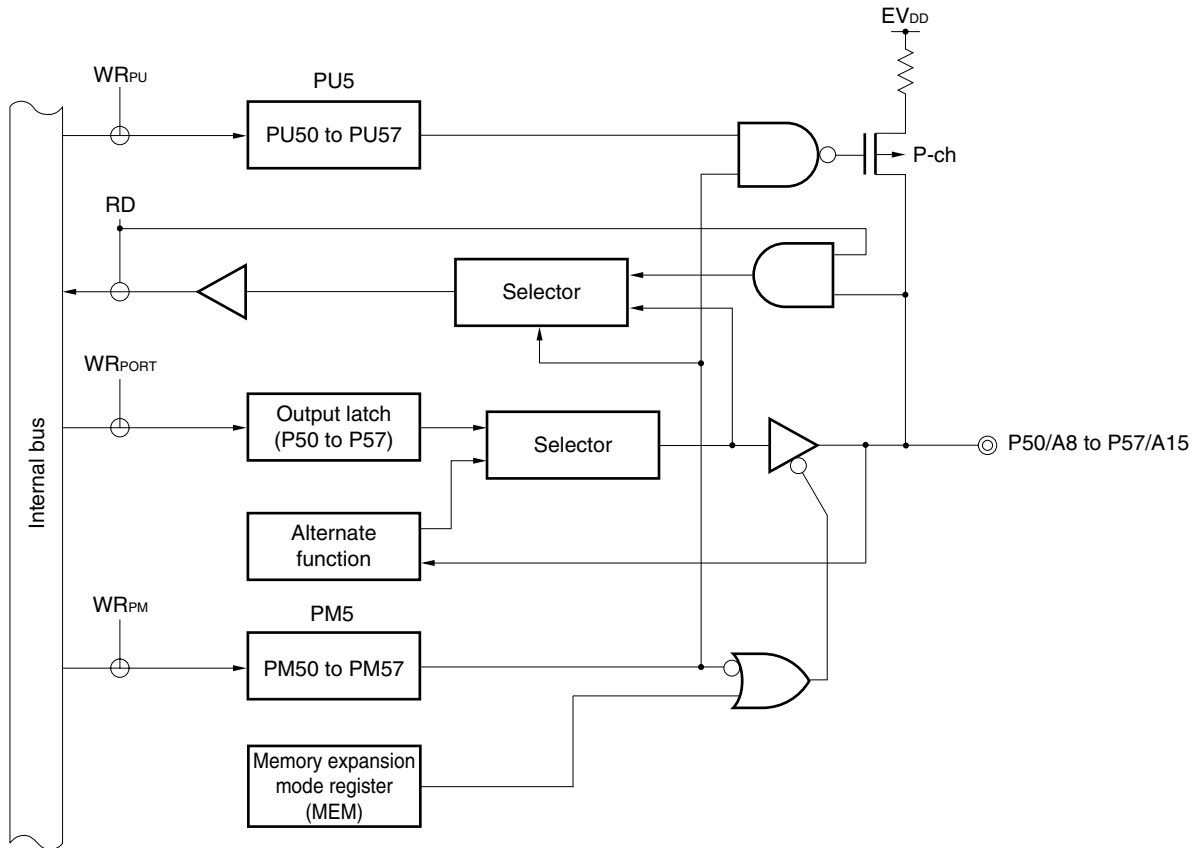 EVDD
WRPU
PU5
PU50 to PU57
P-ch
RD
Selector
WRPORT
Output latch
(P50 to P57)
Selector
P50/A8 to P57/A15
Internal bus
Alternate
function
WRPM
PM5
PM50 to PM57
Memory expansion
mode register
(MEM)